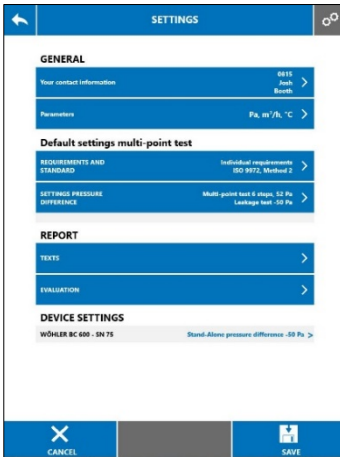 SETTINGS
GENERAL
Your contact information
0815
Josh
Booth
Parameters
Pa, m³/h, °C
Default settings multi-point test
REQUIREMENTS AND
STANDARD
Individual requirements
ISO 9972, Method 2
SETTINGS PRESSURE
DIFFERENCE
Multi-point test 6 steps, 52 Pa
Leakage test -50 Pa
REPORT
TEXTS
EVALUATION
DEVICE SETTINGS
WÖHLER BC 600 - SN 75
Stand-Alone pressure difference -50 Pa >
CANCEL
SAVE